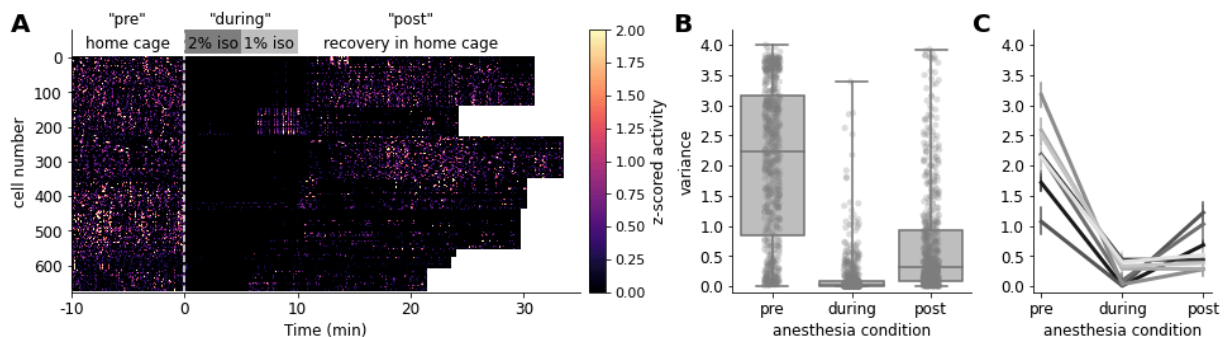 A
"pre" "during" "post"
home cage 2% iso 1% iso recovery in home cage
0
100
200
300
400
500
600
cell number
-10 0 10 20 30
Time (min)
2.00
1.75
1.50
1.25
1.00
0.75
0.50
0.25
0.00
z-scored activity
B
4.0
3.5
3.0
2.5
2.0
1.5
1.0
0.5
0.0
variance
pre during post
anesthesia condition
C
4.0
3.5
3.0
2.5
2.0
1.5
1.0
0.5
0.0
pre during post
anesthesia condition